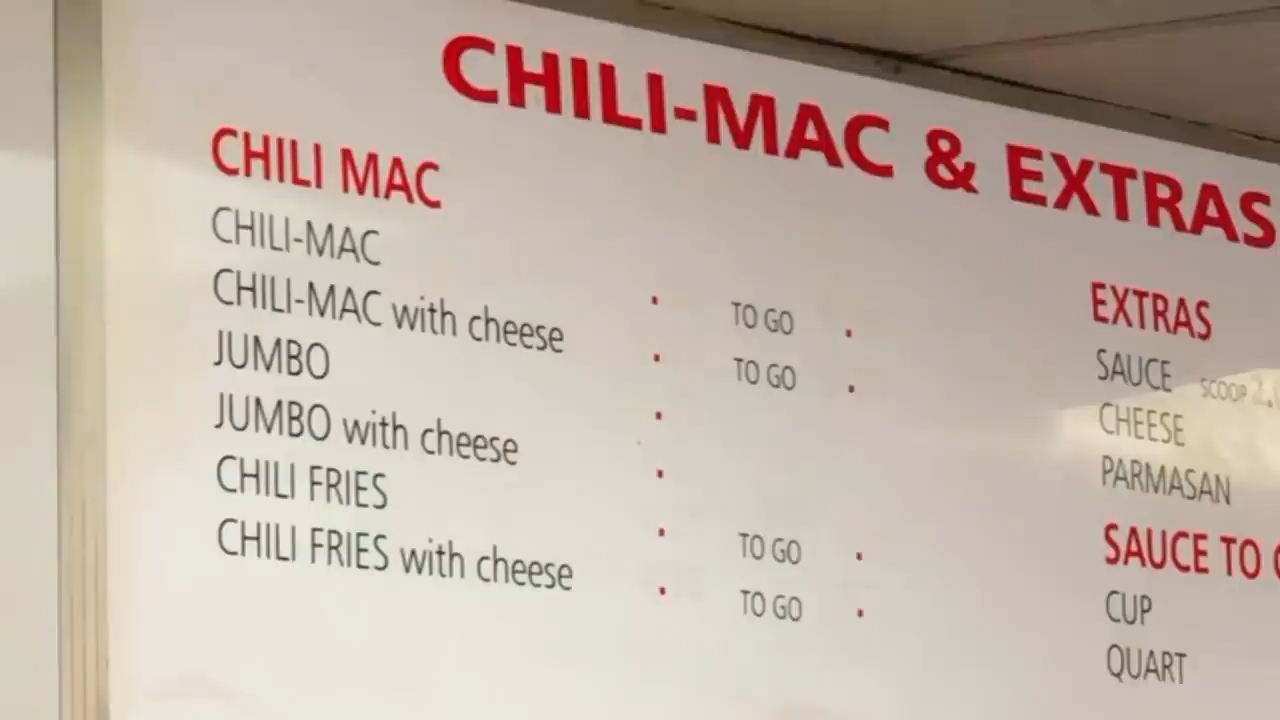 CHILI-MAC & EXTRAS
CHILI MAC
CHILI-MAC . TO GO .
CHILI-MAC with cheese . TO GO .
JUMBO .
JUMBO with cheese .
CHILI FRIES . TO GO .
CHILI FRIES with cheese . TO GO .
EXTRAS
SAUCE SCOOP
CHEESE
PARMASAN
SAUCE TO
CUP
QUART